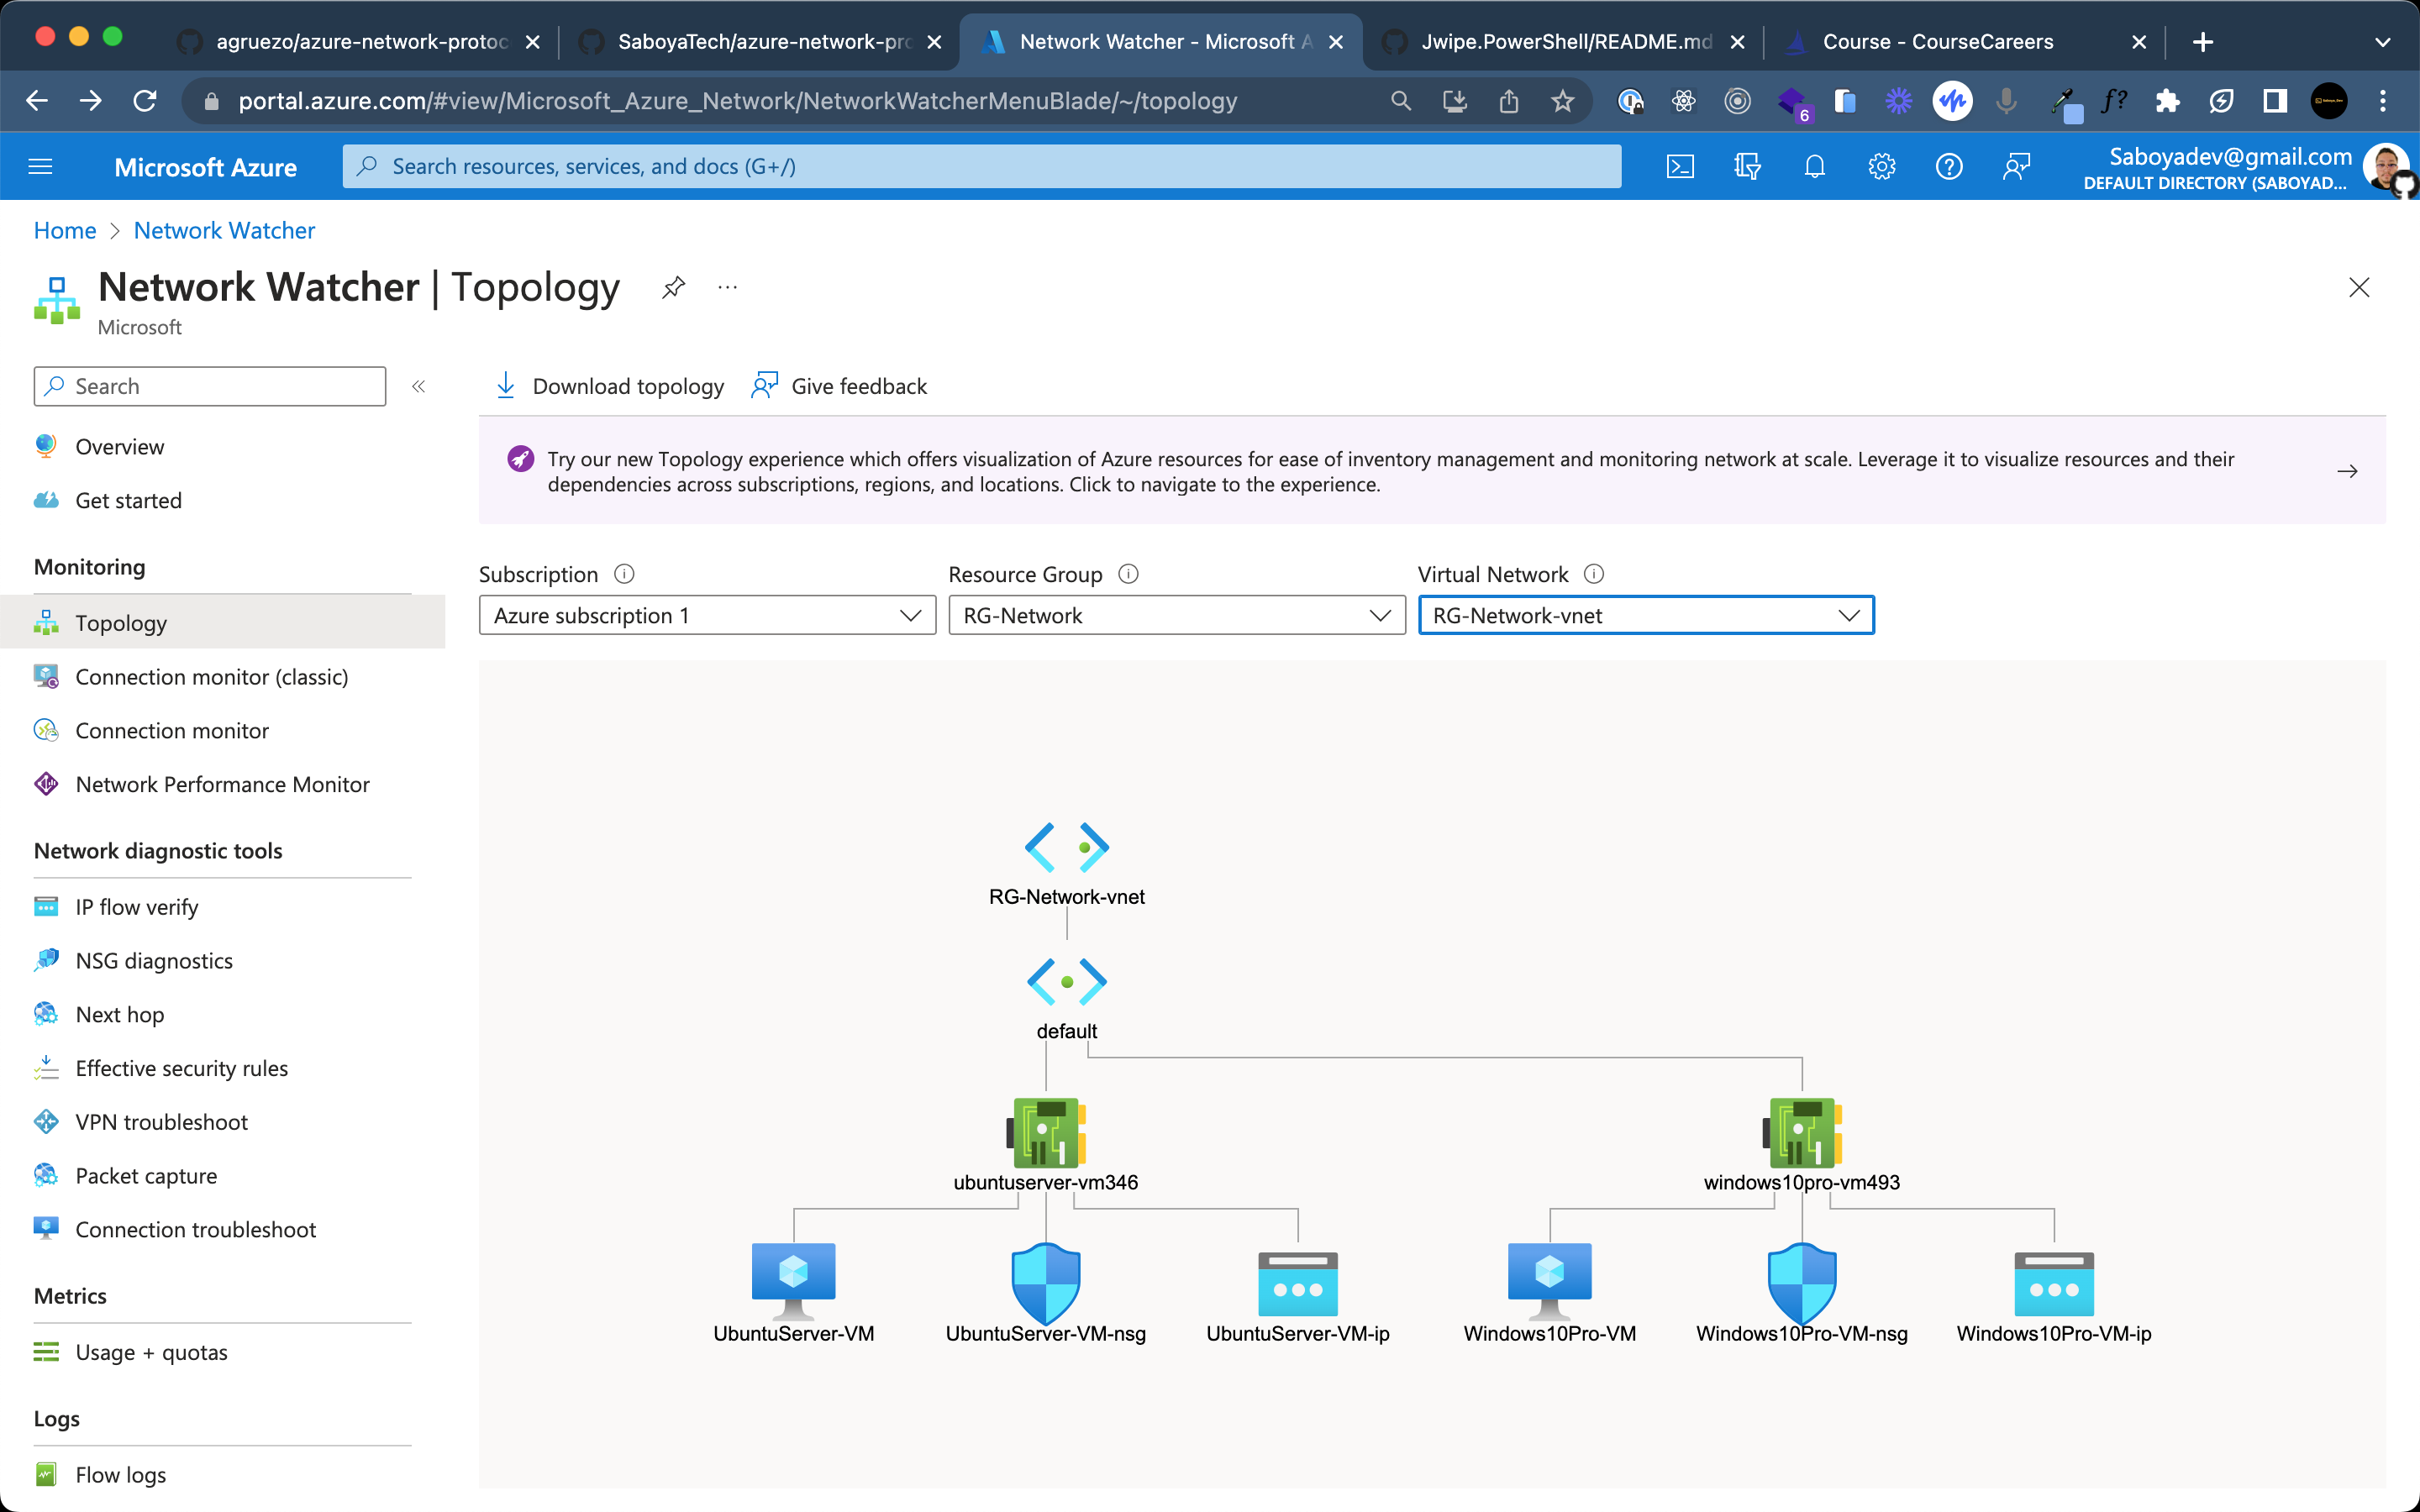 agruezo/azure-network-protoc
SaboyaTech/azure-network-pro
Network Watcher - Microsoft A
Jwipe.PowerShell/README.md
Course - CourseCareers
portal.azure.com/#view/Microsoft_Azure_Network/NetworkWatcherMenuBlade/~/topology
6
f?
Microsoft Azure
Search resources, services, and docs (G+/)
Saboyadev@gmail.com
DEFAULT DIRECTORY (SABOYAD...
Home > Network Watcher
Network Watcher | Topology
...
Microsoft
Search
«
Download topology
Give feedback
Try our new Topology experience which offers visualization of Azure resources for ease of inventory management and monitoring network at scale. Leverage it to visualize resources and their
dependencies across subscriptions, regions, and locations. Click to navigate to the experience.
Overview
Get started
Monitoring
Topology
Connection monitor (classic)
Connection monitor
Network Performance Monitor
Network diagnostic tools
IP flow verify
NSG diagnostics
Next hop
Effective security rules
VPN troubleshoot
Packet capture
Connection troubleshoot
Metrics
Usage + quotas
Logs
Flow logs
Subscription
Azure subscription 1
Resource Group
RG-Network
Virtual Network
RG-Network-vnet
RG-Network-vnet
default
ubuntuserver-vm346
windows10pro-vm493
UbuntuServer-VM
UbuntuServer-VM-nsg
UbuntuServer-VM-ip
Windows10Pro-VM
Windows10Pro-VM-nsg
Windows10Pro-VM-ip